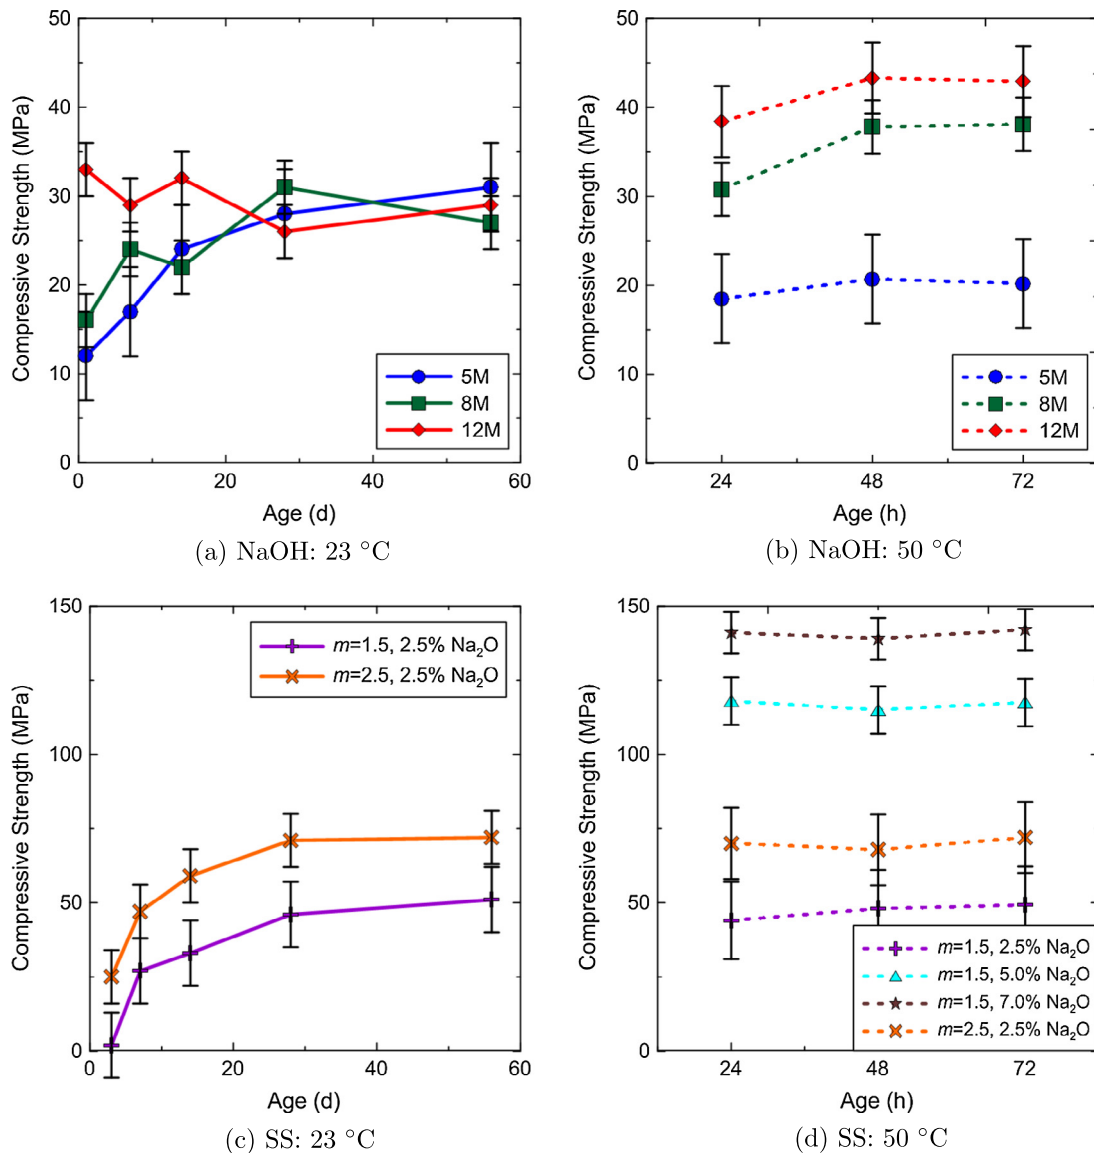 50
40
30
20
10
0
0
20
40
60
Compressive Strength (MPa)
Age (d)
5M
8M
12M
(a) NaOH: 23 °C
50
40
30
20
10
0
24
48
72
Compressive Strength (MPa)
Age (h)
5M
8M
12M
(b) NaOH: 50 °C
150
100
50
0
0
20
40
60
Compressive Strength (MPa)
Age (d)
m=1.5, 2.5% Na₂O
m=2.5, 2.5% Na₂O
(c) SS: 23 °C
150
100
50
0
24
48
72
Compressive Strength (MPa)
Age (h)
m=1.5, 2.5% Na₂O
m=1.5, 5.0% Na₂O
m=1.5, 7.0% Na₂O
m=2.5, 2.5% Na₂O
(d) SS: 50 °C